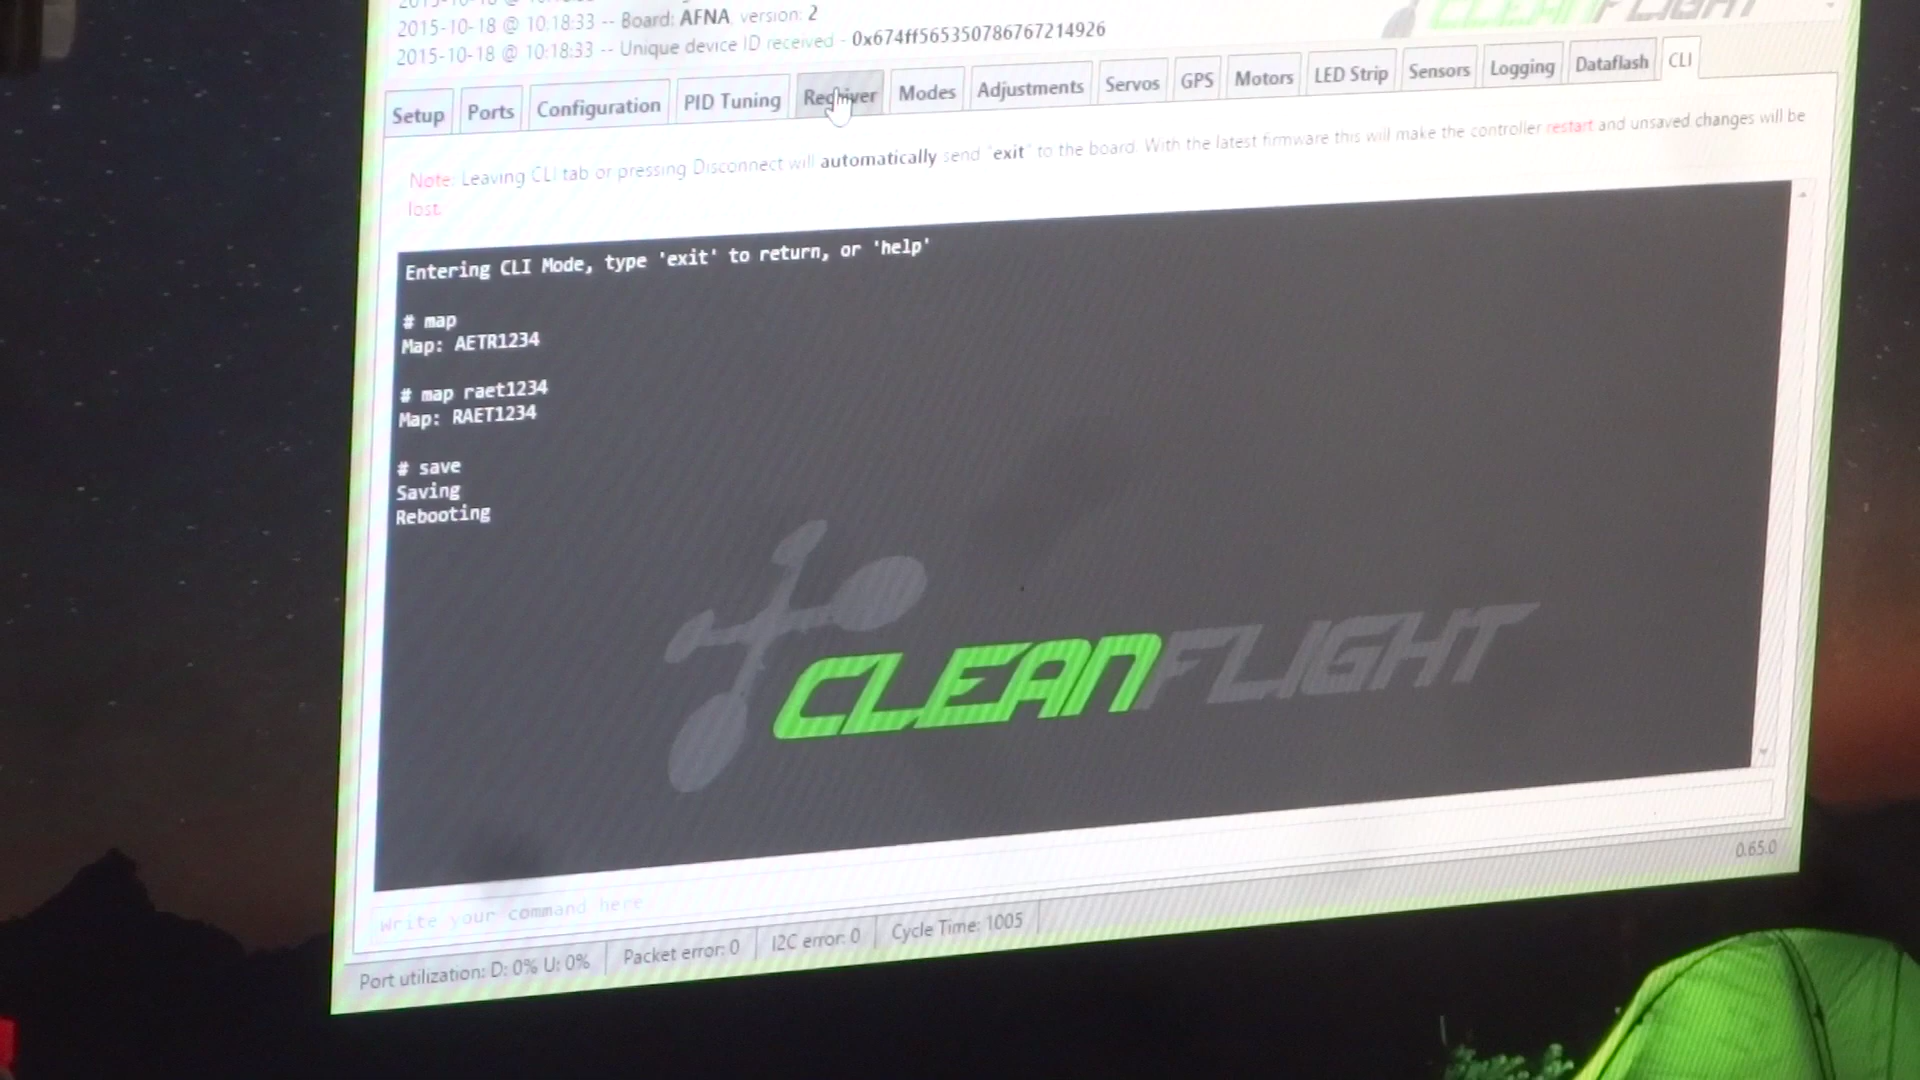 2015-10-18 @ 10:18:33 -- Board: AFNA, version: 2
2015-10-18 @ 10:18:33 -- Unique device ID received - 0x674ff565350786767214926
CLEANFLIGHT
Setup Ports Configuration PID Tuning Receiver Modes Adjustments Servos GPS Motors LED Strip Sensors Logging Dataflash CLI
Note: Leaving CLI tab or pressing Disconnect will automatically send "exit" to the board. With the latest firmware this will make the controller restart and unsaved changes will be
lost.
Entering CLI Mode, type 'exit' to return, or 'help'
# map
Map: AETR1234
# map raet1234
Map: RAET1234
# save
Saving
Rebooting
CLEANFLIGHT
Write your command here
Port utilization: D: 0% U: 0% Packet error: 0 I2C error: 0 Cycle Time: 1005
0.65.0